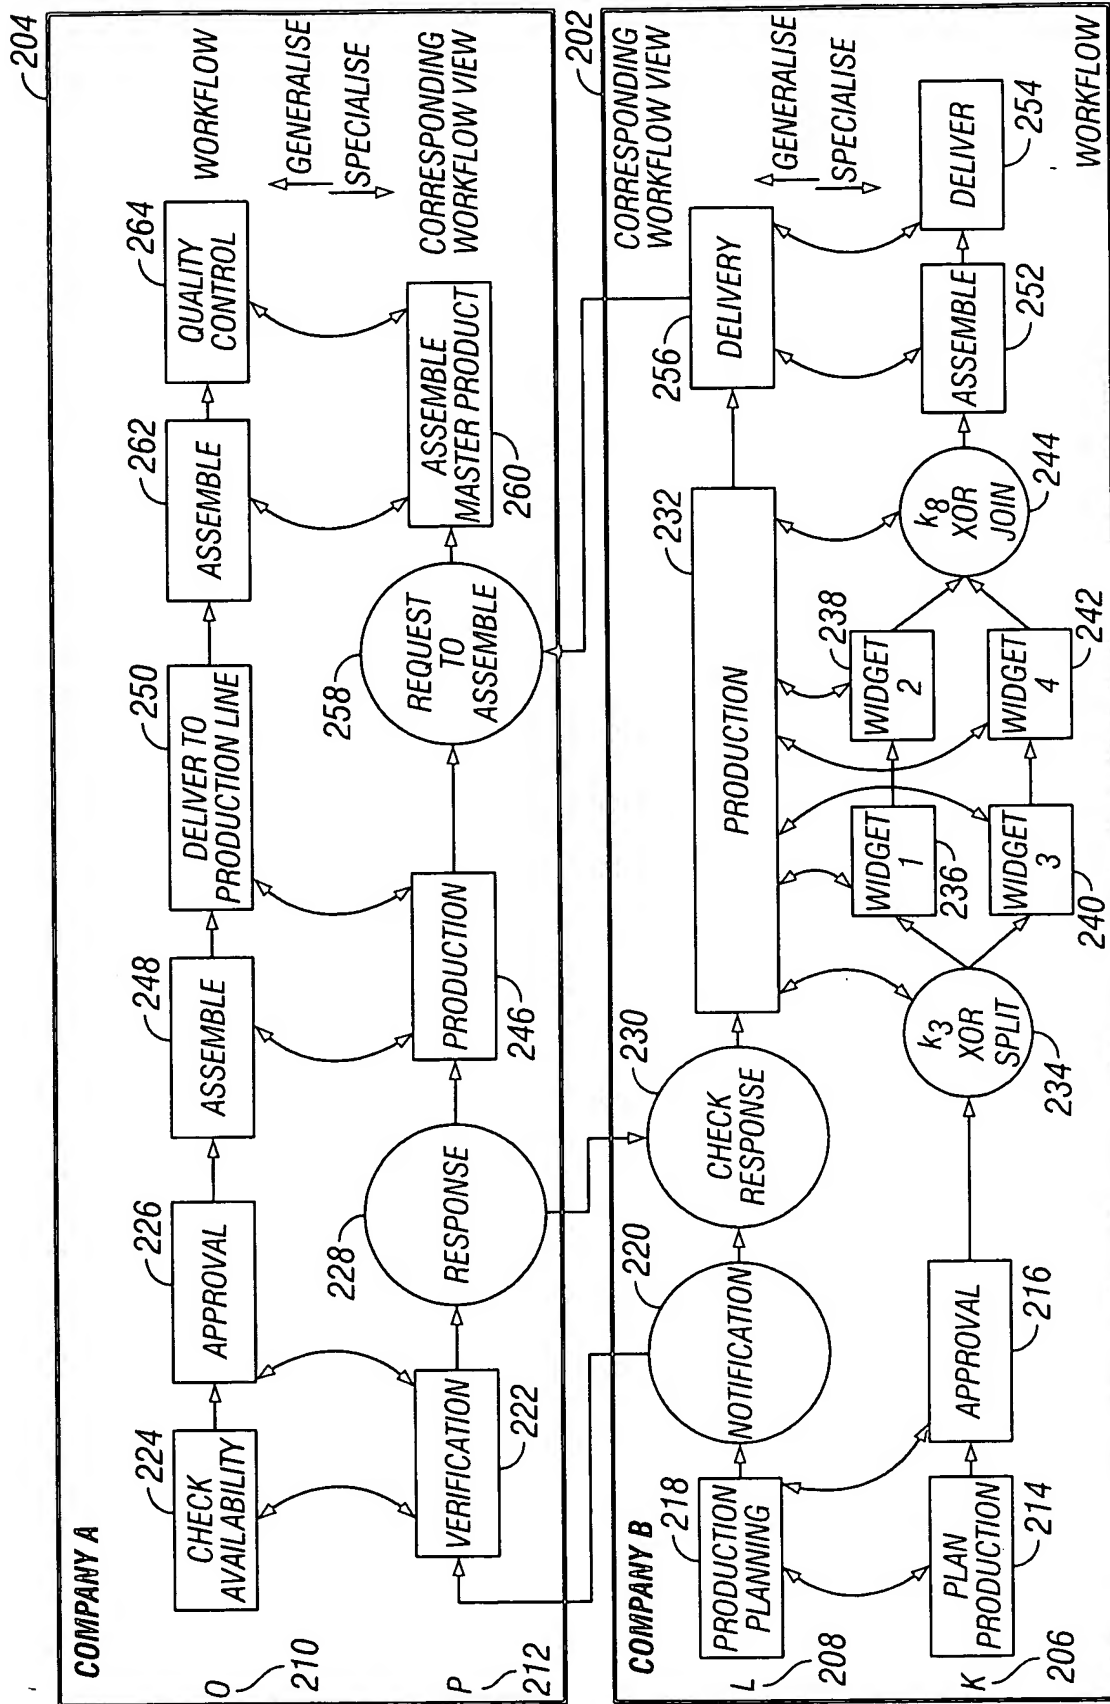 204
COMPANY A
WORKFLOW
GENERALISE
SPECIALISE
CORRESPONDING
WORKFLOW VIEW
O
210
224
CHECK
AVAILABILITY
226
APPROVAL
248
ASSEMBLE
250
DELIVER TO
PRODUCTION LINE
262
ASSEMBLE
264
QUALITY
CONTROL
P
212
VERIFICATION
222
228
RESPONSE
PRODUCTION
246
258
REQUEST
TO
ASSEMBLE
ASSEMBLE
MASTER PRODUCT
260
202
COMPANY B
CORRESPONDING
WORKFLOW VIEW
GENERALISE
SPECIALISE
WORKFLOW
L
208
218
PRODUCTION
PLANNING
220
NOTIFICATION
230
CHECK
RESPONSE
232
PRODUCTION
256
DELIVERY
K
206
PLAN
PRODUCTION
214
APPROVAL
216
k3
XOR
SPLIT
234
WIDGET
1
236
238
WIDGET
2
WIDGET
3
240
242
WIDGET
4
k8
XOR
JOIN
244
ASSEMBLE
252
DELIVER
254